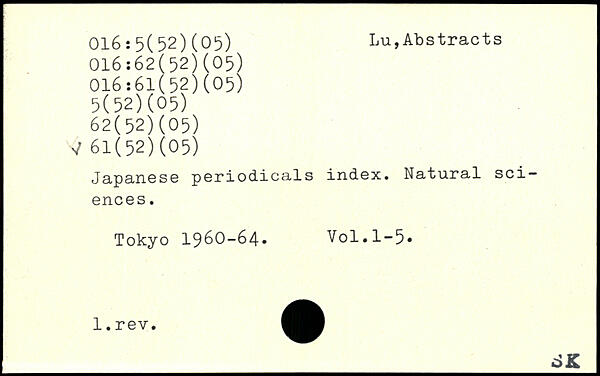 016:5(52)(05) Lu,Abstracts
016:62(52)(05)
016:61(52)(05)
5(52)(05)
62(52)(05)
61(52)(05)
Japanese periodicals index. Natural sci-
ences.
Tokyo 1960-64. Vol.1-5.
1.rev.
SK